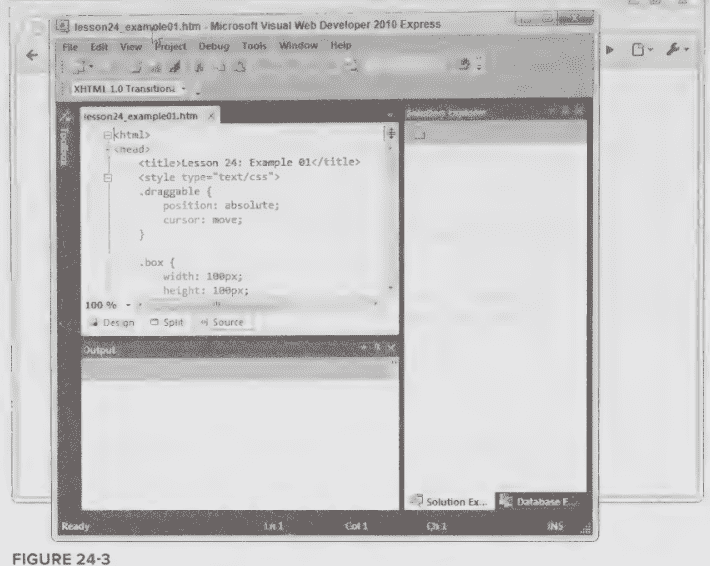 lesson24_example01.htm - Microsoft Visual Web Developer 2010 Express
File Edit View Project Debug Tools Window Help
XHTML 1.0 Transitiona
Toolbox
lesson24_example01.htm
<html>
<head>
<title>Lesson 24: Example 01</title>
<style type="text/css">
.draggable {
position: absolute;
cursor: move;
}
.box {
width: 100px;
height: 100px;
100 %
Design Split Source
Output
Solution Explorer
Solution Ex... Database E...
Ready Ln 1 Col 1 Ch 1 INS
FIGURE 24-3